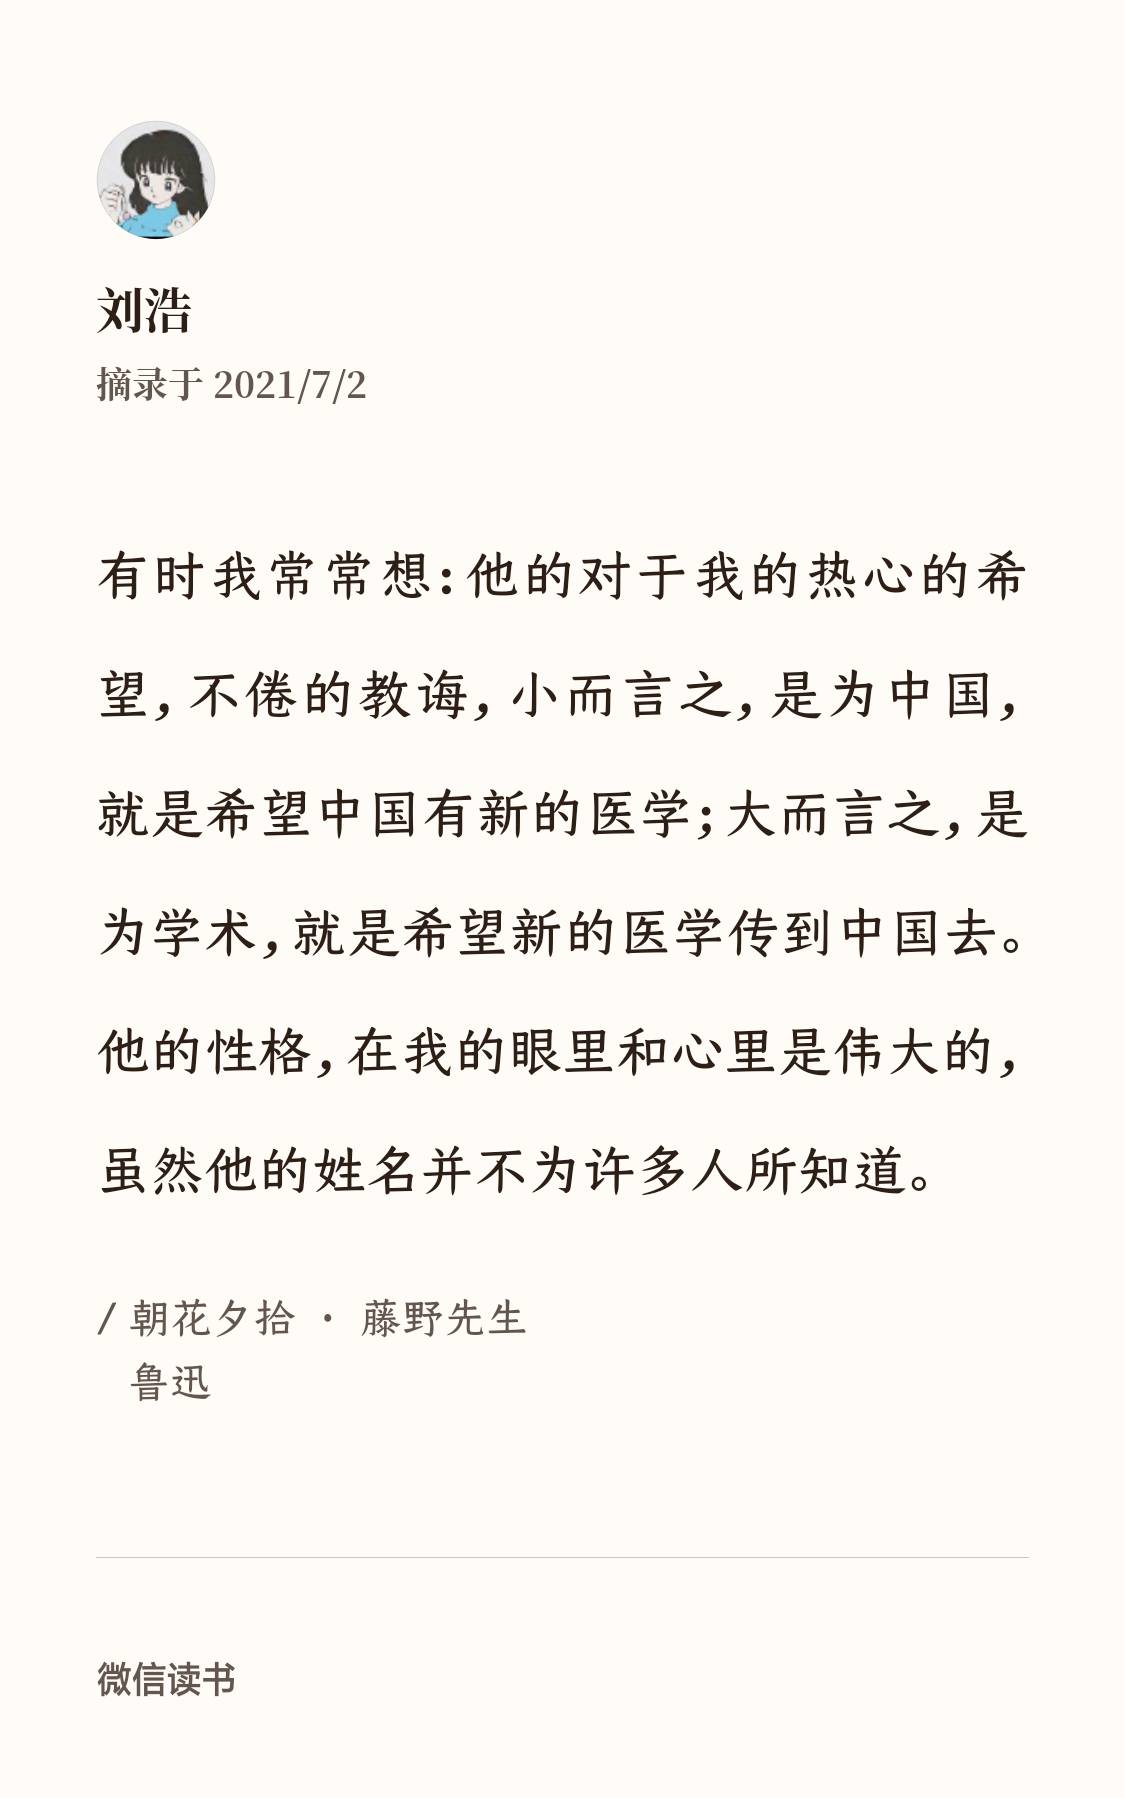 刘浩
摘录于 2021/7/2
有时我常常想:他的对于我的热心的希
望,不倦的教诲,小而言之,是为中国,
就是希望中国有新的医学;大而言之,是
为学术,就是希望新的医学传到中国去。
他的性格,在我的眼里和心里是伟大的,
虽然他的姓名并不为许多人所知道。
/ 朝花夕拾 · 藤野先生
鲁迅
微信读书